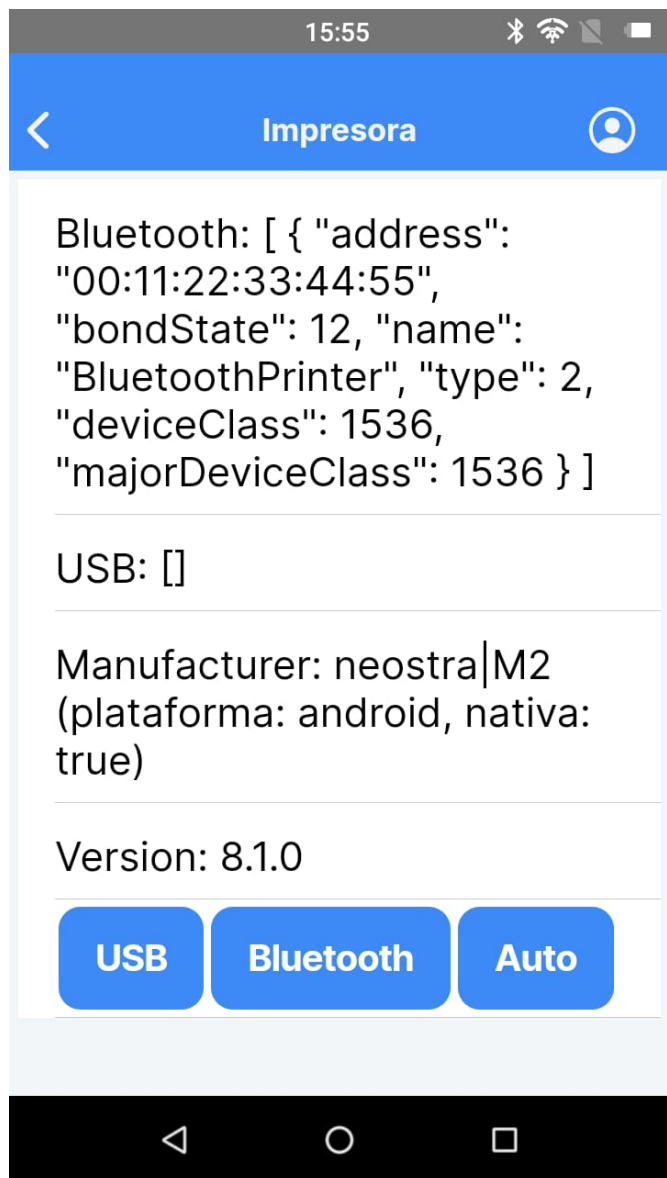 15:55
Impresora
Bluetooth: [ { "address":
"00:11:22:33:44:55",
"bondState": 12, "name":
"BluetoothPrinter", "type": 2,
"deviceClass": 1536,
"majorDeviceClass": 1536 } ]
USB: []
Manufacturer: neostra|M2
(plataforma: android, nativa:
true)
Version: 8.1.0
USB Bluetooth Auto